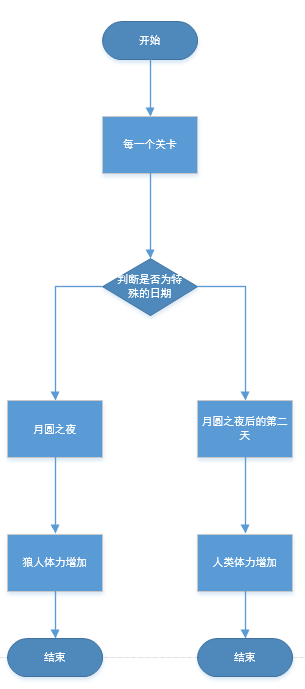 开始
每一个关卡
判断是否为特
殊的日期
月圆之夜
月圆之夜后的第二
天
狼人体力增加
人类体力增加
结束
结束